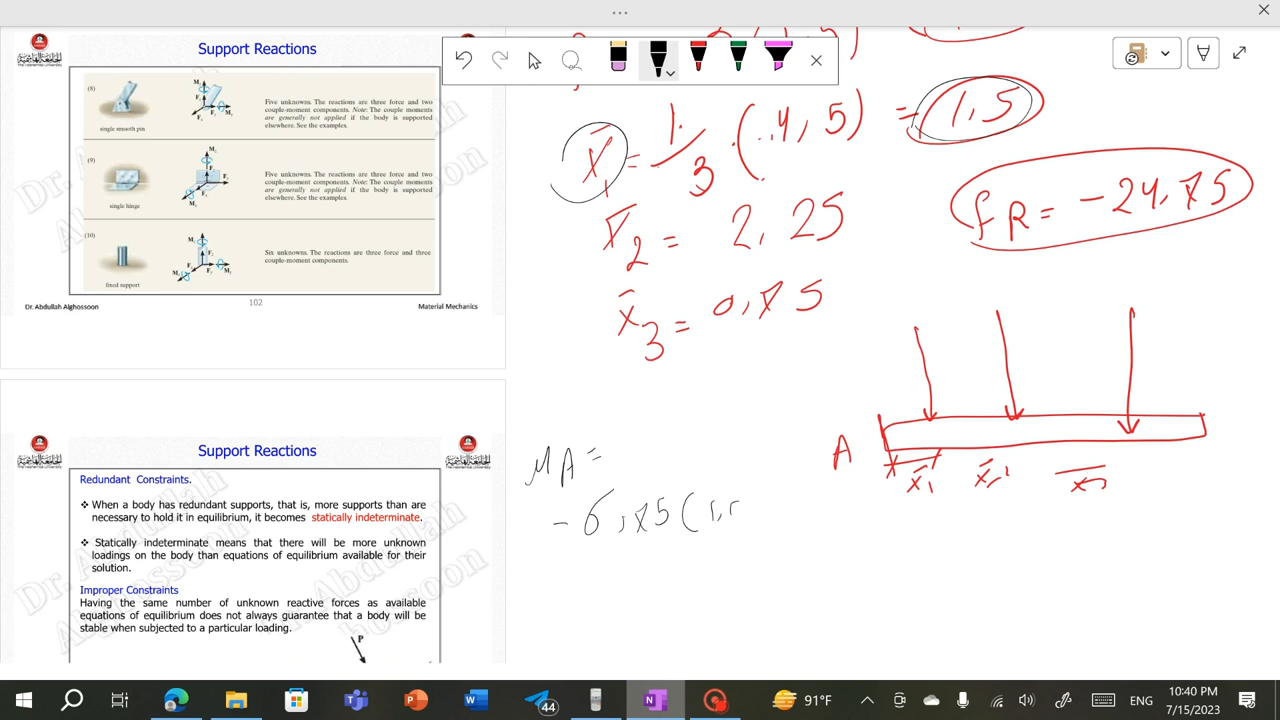 Support Reactions
(8)
single smooth pin
Five unknowns. The reactions are three force and two
couple-moment components. Note: The couple moments
are generally not applied if the body is supported
elsewhere. See the examples.
(9)
single hinge
Five unknowns. The reactions are three force and two
couple-moment components. Note: The couple moments
are generally not applied if the body is supported
elsewhere. See the examples.
(10)
fixed support
Six unknowns. The reactions are three force and three
couple-moment components.
Dr. Abdullah Alghossoon
102
Material Mechanics
Support Reactions
Redundant Constraints.
❖ When a body has redundant supports, that is, more supports than are
necessary to hold it in equilibrium, it becomes statically indeterminate.
❖ Statically indeterminate means that there will be more unknown
loadings on the body than equations of equilibrium available for their
solution.
Improper Constraints
Having the same number of unknown reactive forces as available
equations of equilibrium does not always guarantee that a body will be
stable when subjected to a particular loading.
P
x̄1 = 1/3 . (4,5) = 1,5
x̄2 = 2,25
x̄3 = 0,75
fR = -24,75
A
x̄1
MA =
- 6,75 (1,
44
91°F
ENG
10:40 PM
7/15/2023